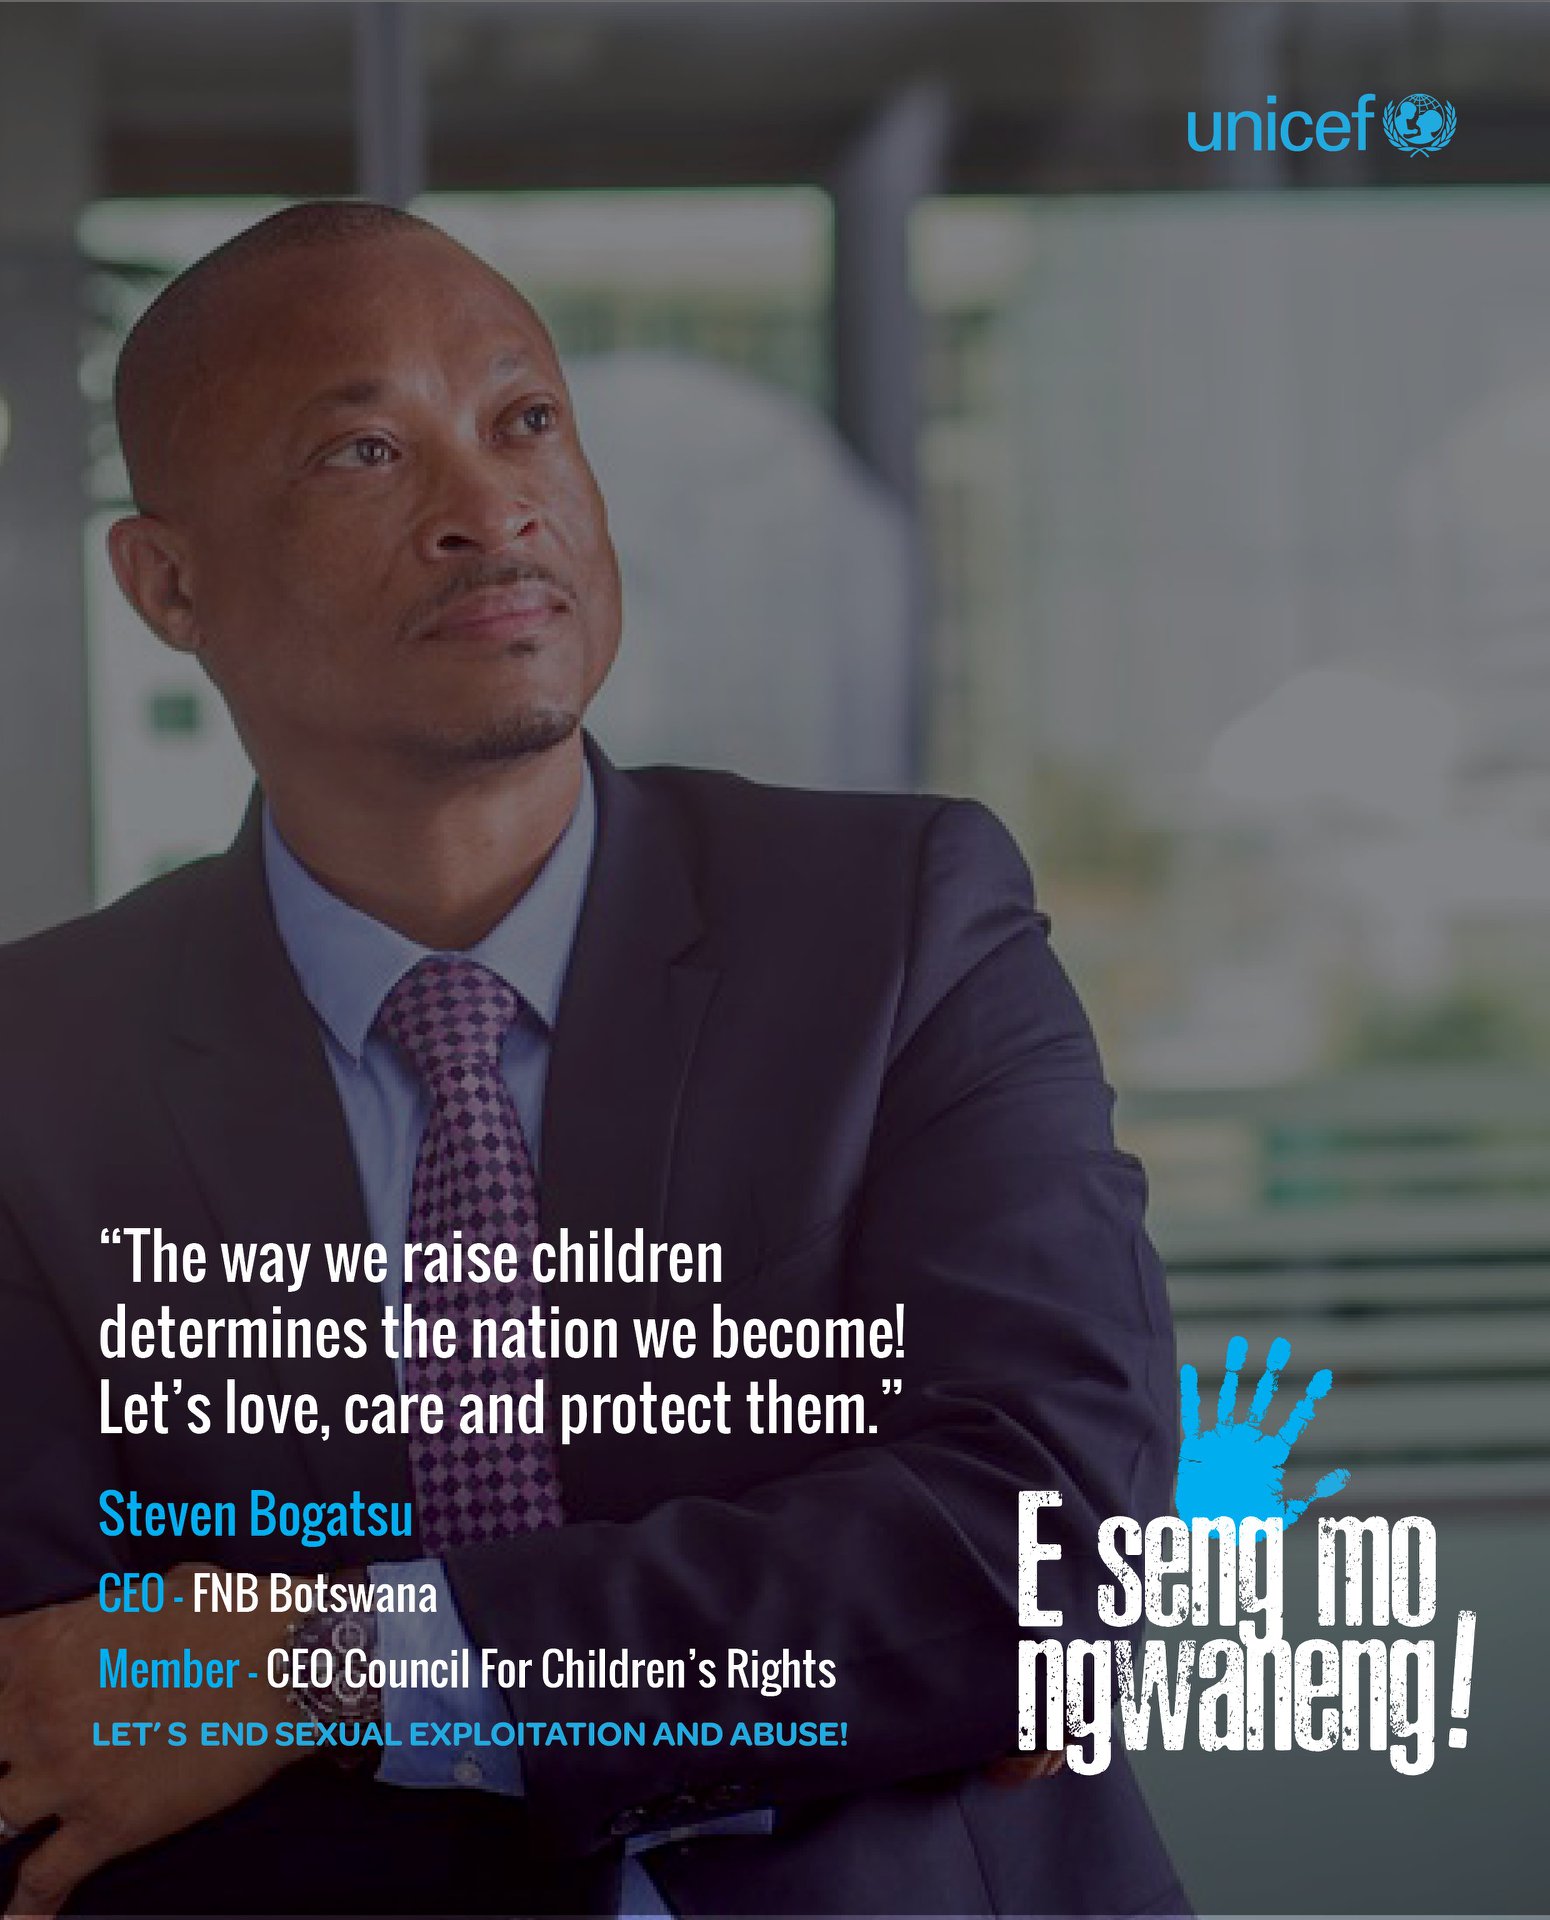 unicef
“The way we raise children
determines the nation we become!
Let’s love, care and protect them.”
Steven Bogatsu
CEO - FNB Botswana
Member - CEO Council For Children’s Rights
LET’ S END SEXUAL EXPLOITATION AND ABUSE!
E seng mo
ngwaneng!